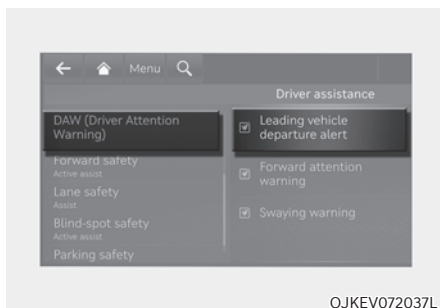 Menu
Driver assistance
DAW (Driver Attention
Warning)
Forward safety
Active assist
Lane safety
Assist
Blind-spot safety
Active assist
Parking safety
Leading vehicle
departure alert
Forward attention
warning
Swaying warning
OJKEV072037L